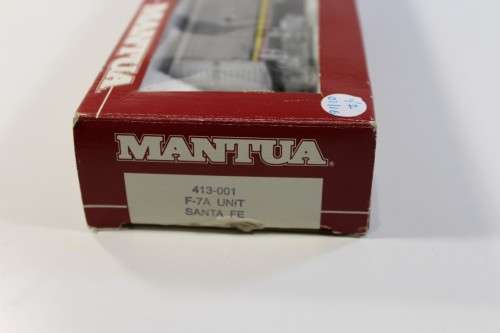 MANTUA
MANTUA®
413-001
F-7A UNIT
SANTA FE